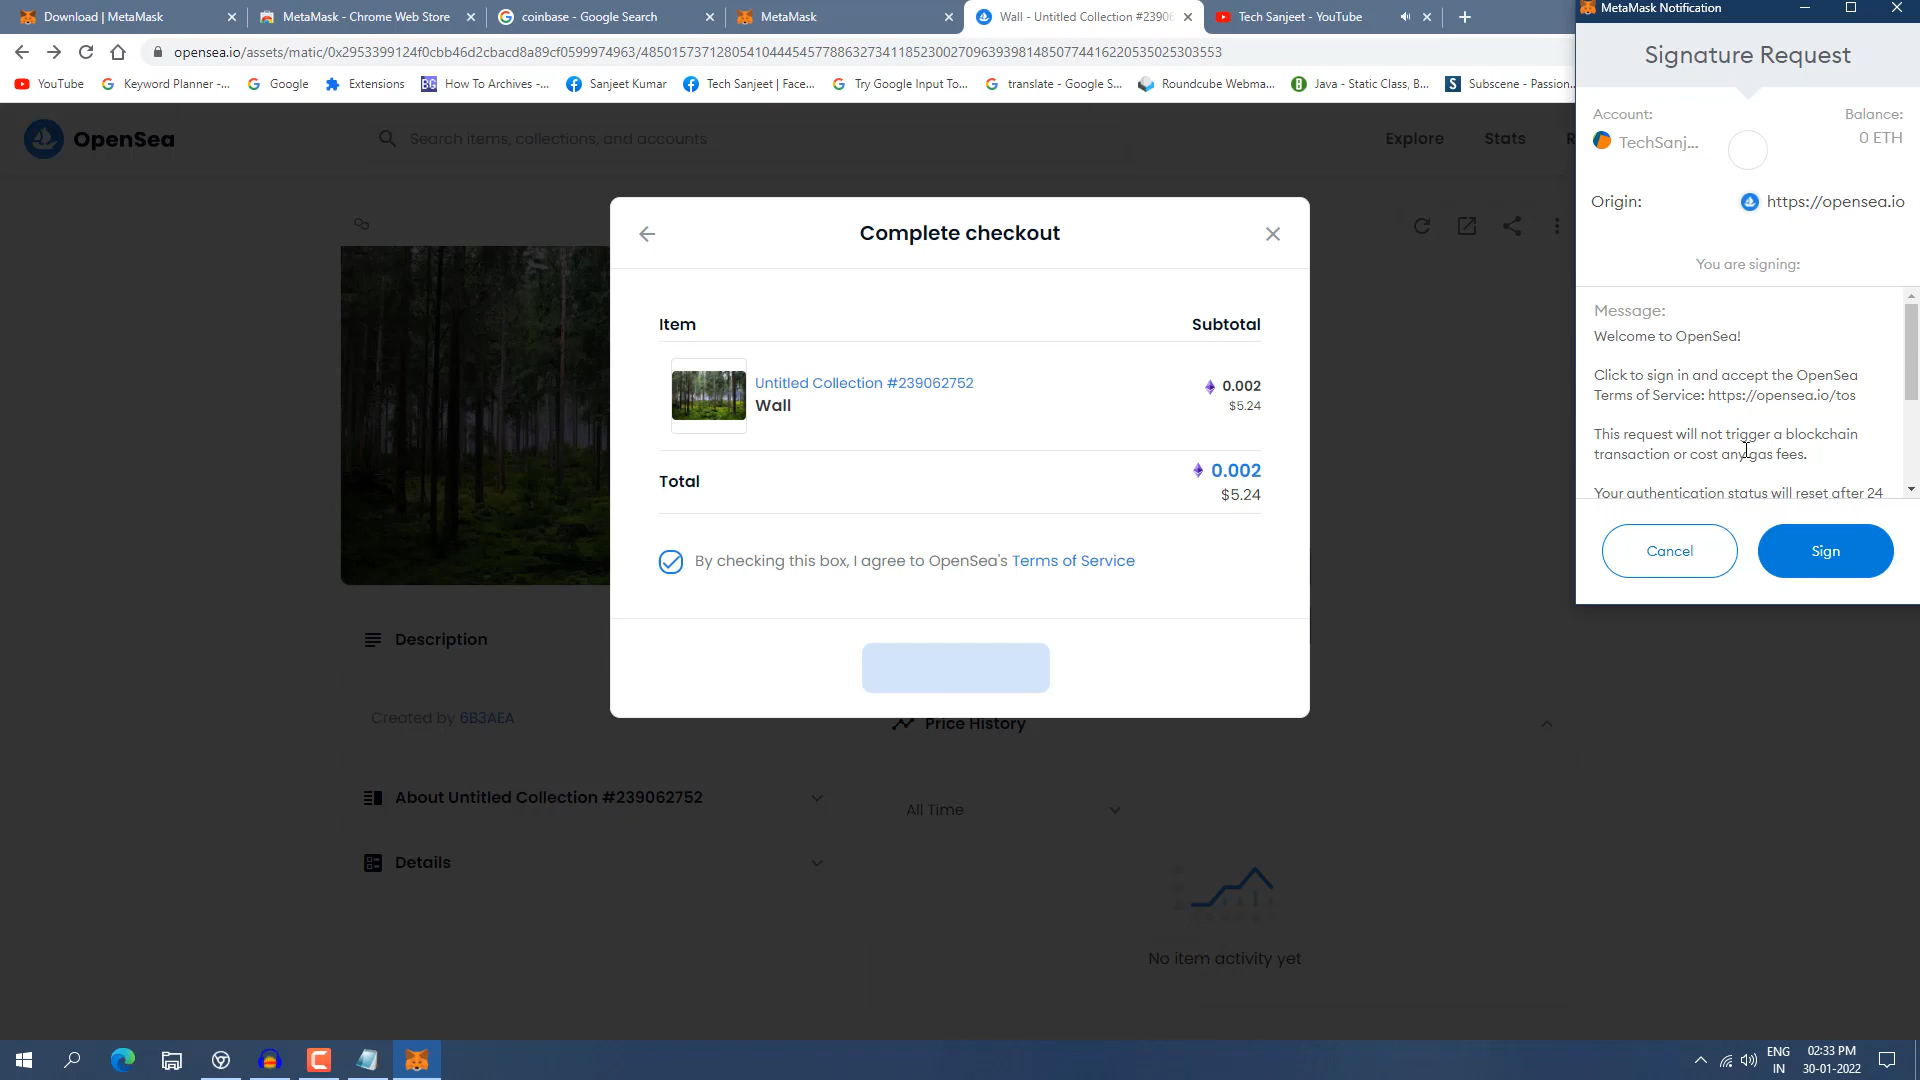 Download | MetaMask
MetaMask - Chrome Web Store
coinbase - Google Search
MetaMask
Wall - Untitled Collection #23906
Tech Sanjeet - YouTube
MetaMask Notification
opensea.io/assets/matic/0x2953399124f0cbb46d2cbacd8a89cf0599974963/48501573712805410444545778863273411852300270963939814850774416220535025303553
YouTube
Keyword Planner -...
Google
Extensions
How To Archives -...
Sanjeet Kumar
Tech Sanjeet | Face...
Try Google Input To...
translate - Google S...
Roundcube Webma...
Java - Static Class, B...
Subscene - Passion...
OpenSea
Search items, collections, and accounts
Explore
Stats
R
Complete checkout
Item
Subtotal
Untitled Collection #239062752
Wall
0.002
$5.24
Total
0.002
$5.24
By checking this box, I agree to OpenSea's Terms of Service
Description
Created by 6B3AEA
About Untitled Collection #239062752
Details
Price History
All Time
No item activity yet
Signature Request
Account:
Balance:
TechSanj...
0 ETH
Origin:
https://opensea.io
You are signing:
Message:
Welcome to OpenSea!
Click to sign in and accept the OpenSea
Terms of Service: https://opensea.io/tos
This request will not trigger a blockchain
transaction or cost any gas fees.
Your authentication status will reset after 24
Cancel
Sign
ENG
IN
02:33 PM
30-01-2022